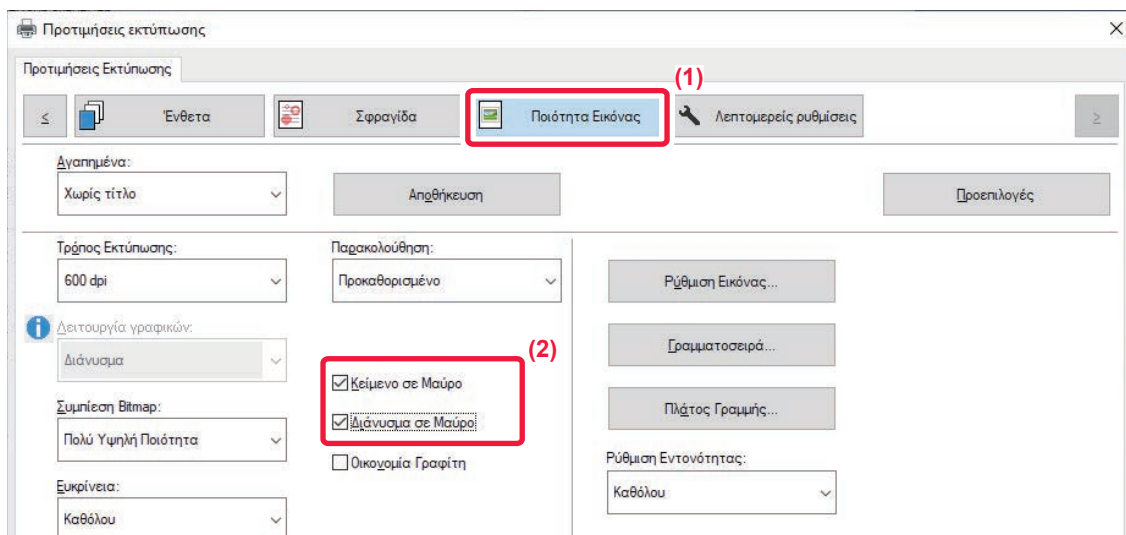 Προτιμήσεις εκτύπωσης
Προτιμήσεις Εκτύπωσης
(1)
< Ένθετα Σφραγίδα Ποιότητα Εικόνας Λεπτομερείς ρυθμίσεις >
Αγαπημένα:
Χωρίς τίτλο Αποθήκευση Προεπιλογές
Τρόπος Εκτύπωσης: Παρακολούθηση:
600 dpi Προκαθορισμένο Ρύθμιση Εικόνας...
Λειτουργία γραφικών:
(2)
Διάνυσμα Γραμματοσειρά...
Κείμενο σε Μαύρο
Συμπίεση Bitmap: Διάνυσμα σε Μαύρο Πλάτος Γραμμής...
Πολύ Υψηλή Ποιότητα
Οικονομία Γραφίτη Ρύθμιση Εντονότητας:
Ευκρίνεια:
Καθόλου Καθόλου